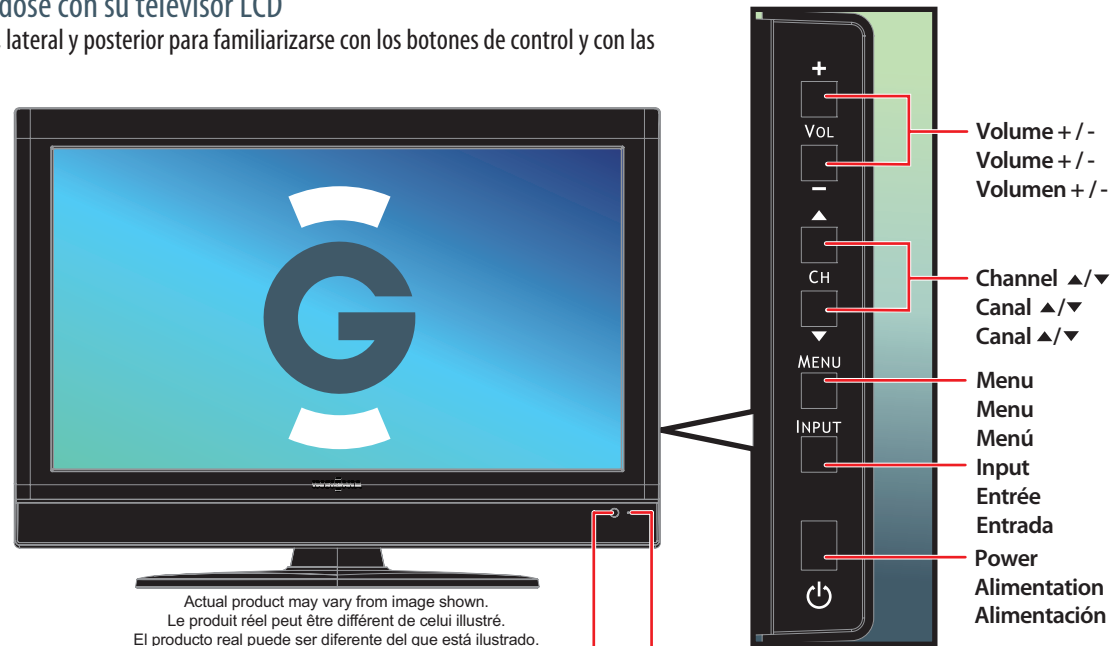 dose con su televisor LCD
lateral y posterior para familiarizarse con los botones de control y con las
G
Actual product may vary from image shown.
Le produit réel peut être différent de celui illustré.
El producto real puede ser diferente del que está ilustrado.
+
VOL
−
▲
CH
▼
MENU
INPUT
Volume + / -
Volume + / -
Volumen + / -
Channel ▲/▼
Canal ▲/▼
Canal ▲/▼
Menu
Menu
Menú
Input
Entrée
Entrada
Power
Alimentation
Alimentación